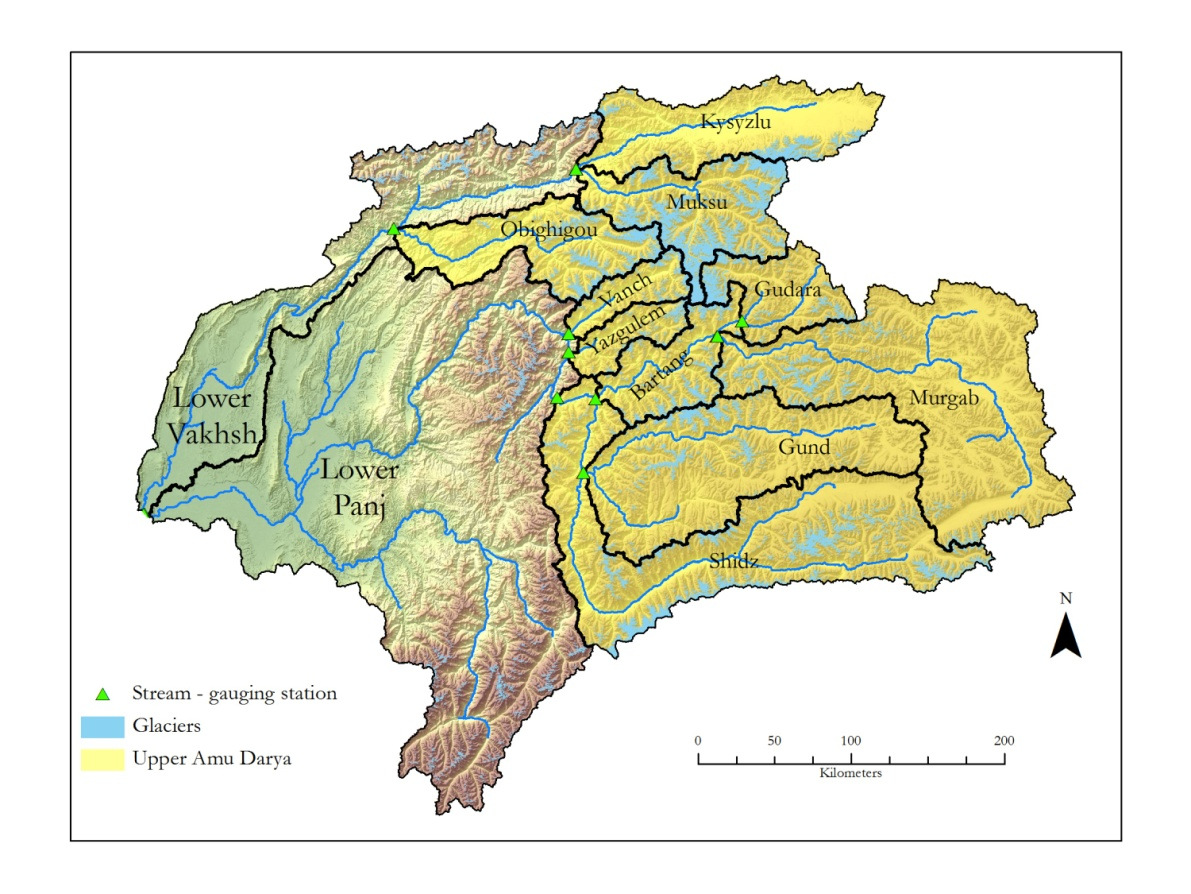 Kysyzlu
Muksu
Obighigou
Vanch
Gudara
Yazgulem
Bartang
Lower
Vakhsh
Murgab
Gund
Lower
Panj
Shidz
N
Stream - gauging station
Glaciers
Upper Amu Darya
0 50 100 200
Kilometers